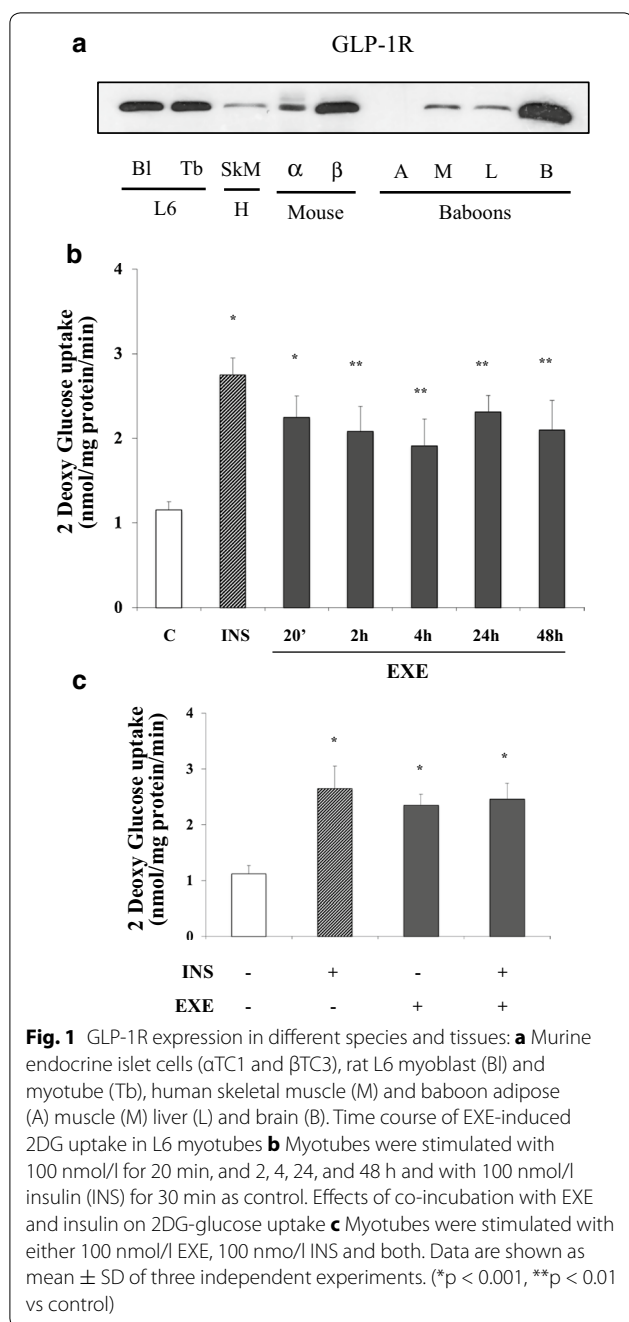 a
GLP-1R
Bl Tb SkM α β A M L B
L6 H Mouse Baboons
b
2 Deoxy Glucose uptake
(nmol/mg protein/min)
4
3
2
1
0
* * ** ** ** **
C INS 20' 2h 4h 24h 48h
EXE
c
2 Deoxy Glucose uptake
(nmol/mg protein/min)
4
3
2
1
0
* * *
INS - + - +
EXE - - + +
Fig. 1 GLP-1R expression in different species and tissues: a Murine
endocrine islet cells (αTC1 and βTC3), rat L6 myoblast (Bl) and
myotube (Tb), human skeletal muscle (M) and baboon adipose
(A) muscle (M) liver (L) and brain (B). Time course of EXE-induced
2DG uptake in L6 myotubes b Myotubes were stimulated with
100 nmol/l for 20 min, and 2, 4, 24, and 48 h and with 100 nmol/l
insulin (INS) for 30 min as control. Effects of co-incubation with EXE
and insulin on 2DG-glucose uptake c Myotubes were stimulated with
either 100 nmol/l EXE, 100 nmo/l INS and both. Data are shown as
mean ± SD of three independent experiments. (*p < 0.001, **p < 0.01
vs control)